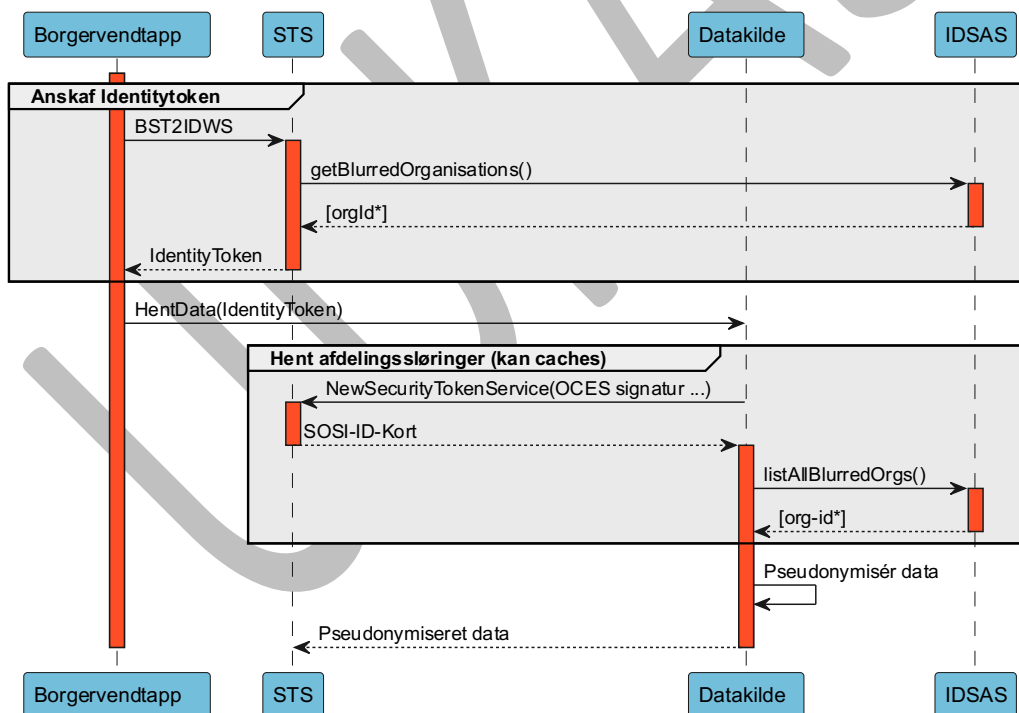 Borgervendtapp STS Datakilde IDSAS
Anskaf Identitytoken
BST2IDWS
getBlurredOrganisations()
[orgId*]
IdentityToken
HentData(IdentityToken)
Hent afdelingssløringer (kan caches)
NewSecurityTokenService(OCES signatur ...)
SOSI-ID-Kort
listAllBlurredOrgs()
[org-id*]
Pseudonymisér data
Pseudonymiseret data
Borgervendtapp STS Datakilde IDSAS